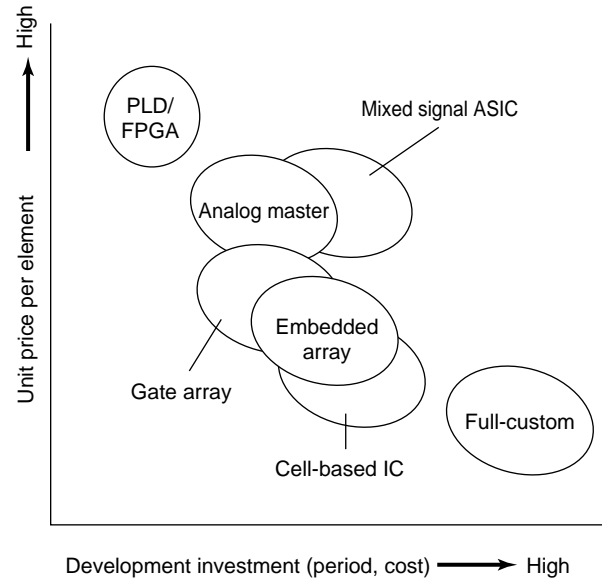 High
Unit price per element
PLD/
FPGA
Mixed signal ASIC
Analog master
Embedded
array
Gate array
Full-custom
Cell-based IC
Development investment (period, cost)
High